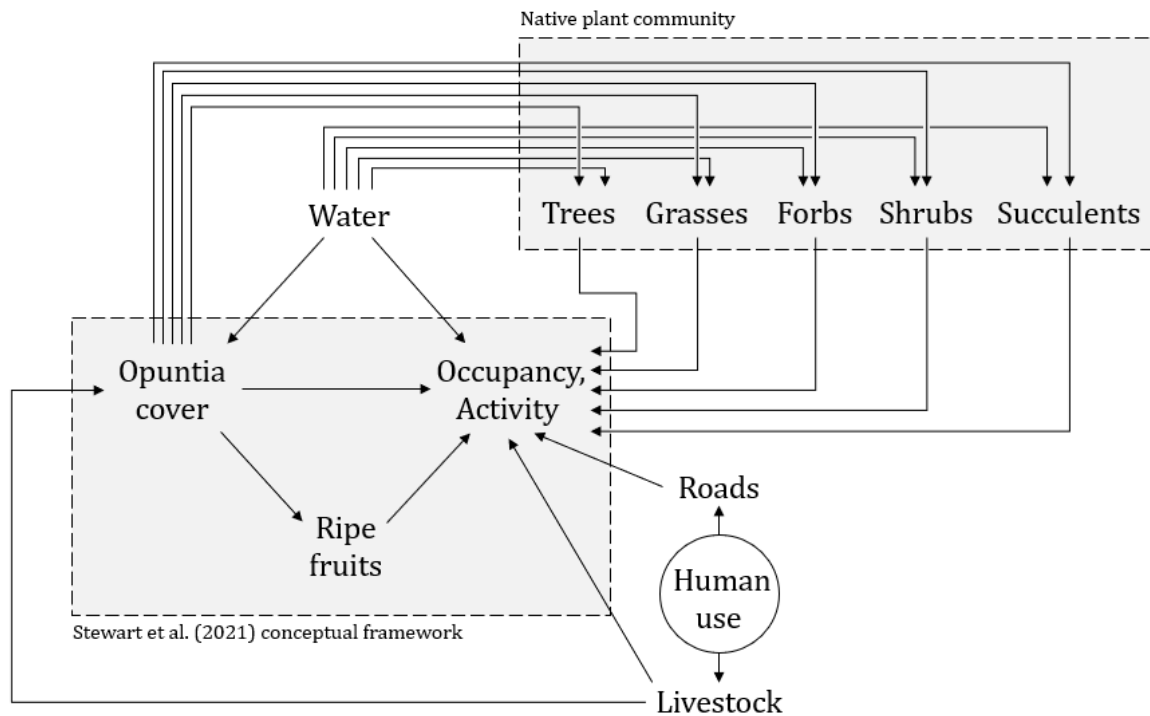 Native plant community
Water
Trees
Grasses
Forbs
Shrubs
Succulents
Opuntia
cover
Occupancy,
Activity
Ripe
fruits
Roads
Human
use
Stewart et al. (2021) conceptual framework
Livestock